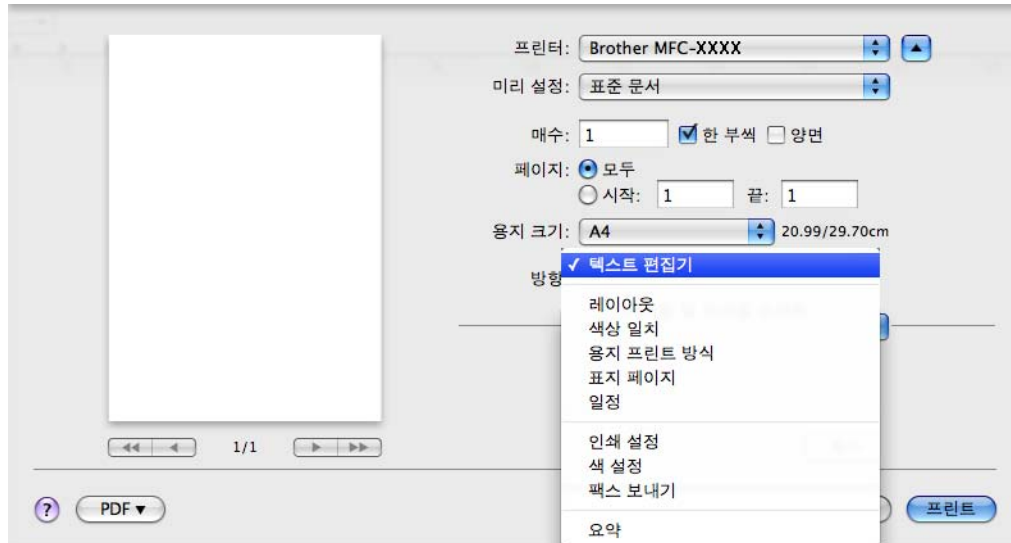 프린터: Brother MFC-XXXX
미리 설정: 표준 문서
매수: 1 한 부씩 양면
페이지: 모두
시작: 1 끝: 1
용지 크기: A4 20.99/29.70cm
방향
✓ 텍스트 편집기
레이아웃
색상 일치
용지 프린트 방식
표지 페이지
일정
인쇄 설정
색 설정
팩스 보내기
요약
1/1
? PDF▼ 프린트